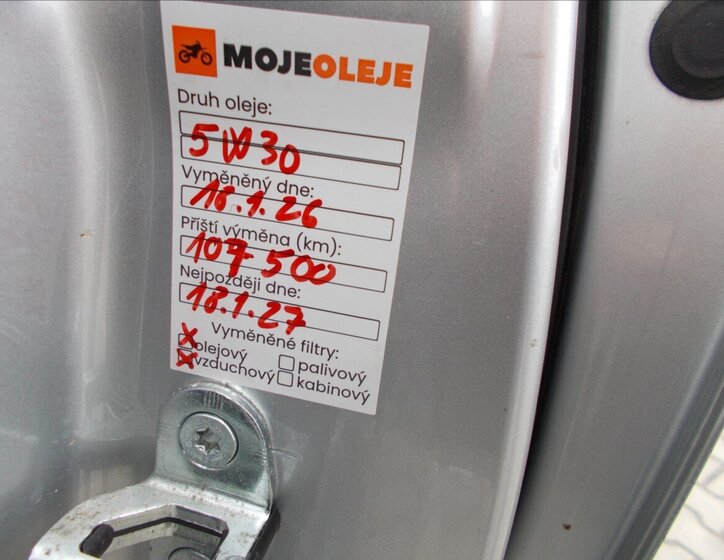 MOJEOLEJE
Druh oleje:
5W30
Vyměněný dne:
18.1.26
Příští výměna (km):
107 500
Nejpozději dne:
18.1.27
Vyměněné filtry:
X olejový
palivový
X vzduchový
kabinový